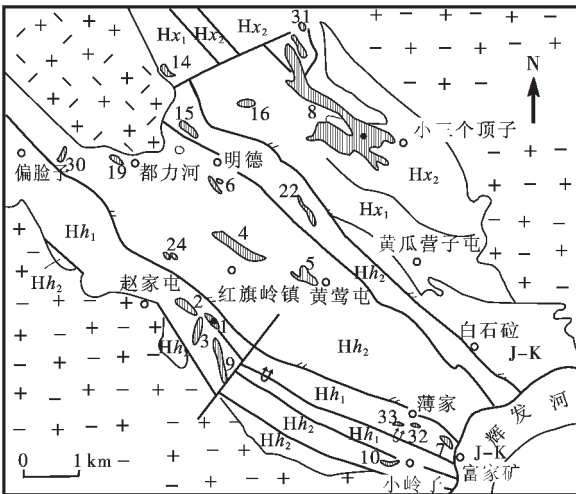 31
Hx₁
Hx₂
Hx₂
N
14
16
8
15
小三个顶子
偏脸子
30
19
都力河
明德
6
22
Hx₂
Hx₁
Hh₁
4
黄瓜营子屯
24
Hh₂
5
Hh₂
赵家屯
2
1
红旗岭镇
黄莺屯
3
Hh₂
白石砬
J-K
9
Hh₂
Hh₁
薄家
辉发河
33
32
7
Hh₁
Hh₂
J-K
0 1 km
Hh₂
10
小岭子
富家矿